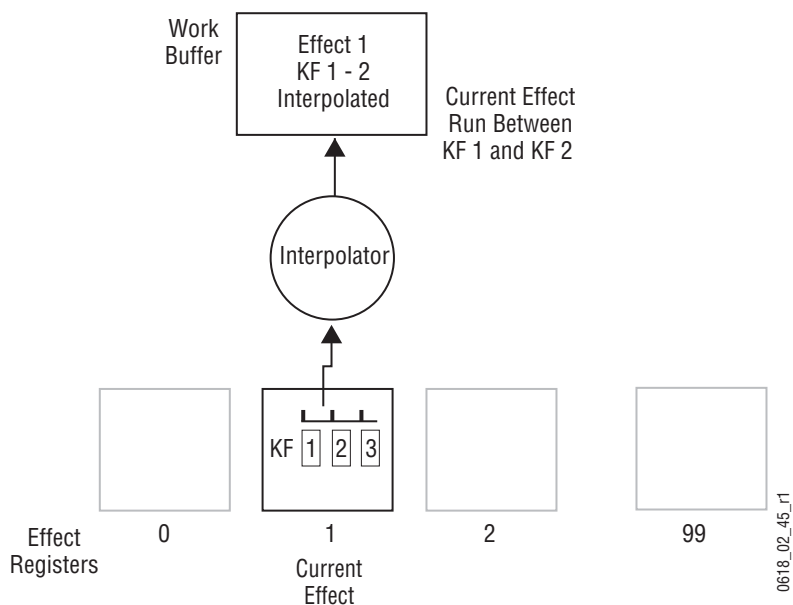 Work
Buffer
Effect 1
KF 1 - 2
Interpolated
Current Effect
Run Between
KF 1 and KF 2
Interpolator
KF 1 2 3
Effect
Registers
0
1
2
99
Current
Effect
0618_02_45_r1